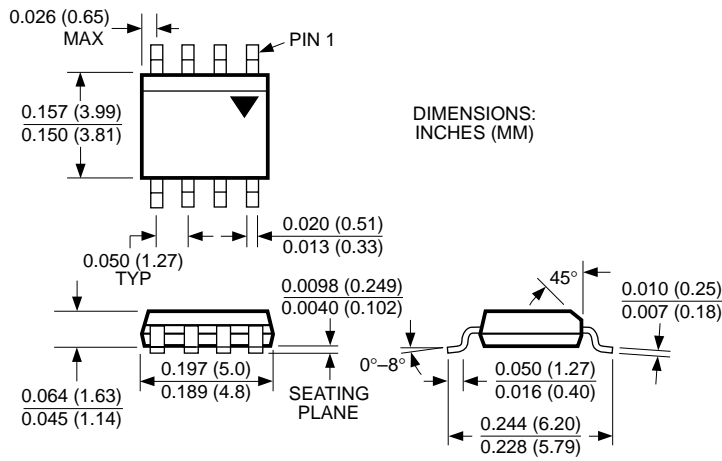 0.026 (0.65)
MAX
PIN 1
0.157 (3.99)
0.150 (3.81)
DIMENSIONS:
INCHES (MM)
0.020 (0.51)
0.013 (0.33)
0.050 (1.27)
TYP
0.0098 (0.249)
0.0040 (0.102)
45°
0.010 (0.25)
0.007 (0.18)
0°–8°
0.064 (1.63)
0.045 (1.14)
0.197 (5.0)
0.189 (4.8)
SEATING
PLANE
0.050 (1.27)
0.016 (0.40)
0.244 (6.20)
0.228 (5.79)